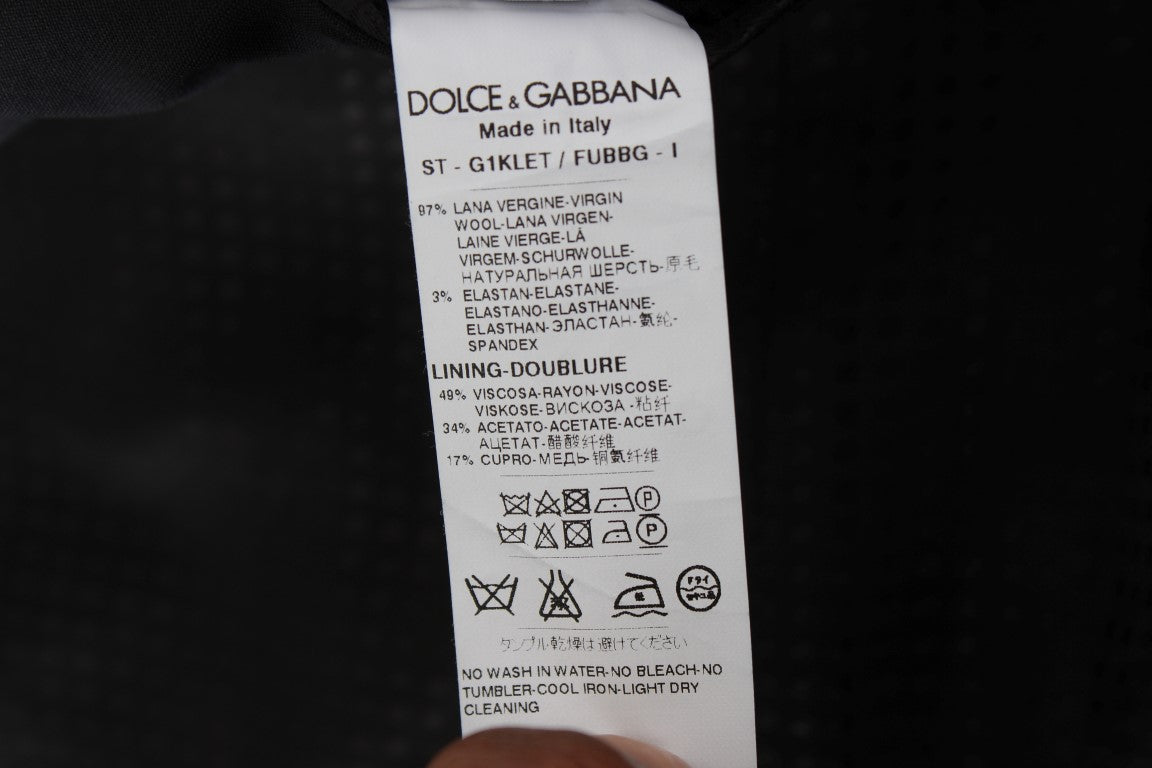 DOLCE & GABBANA
Made in Italy
ST - G1KLET / FUBBG - I
97% LANA VERGINE-VIRGIN
WOOL-LANA VIRGEN-
LAINE VIERGE-LÃ
VIRGEM-SCHURWOLLE-
НАТУРАЛЬНАЯ ШЕРСТЬ-原毛
3% ELASTAN-ELASTANE-
ELASTANO-ELASTHANNE-
ELASTHAN-ЭЛАСТАН-氨纶-
SPANDEX
LINING-DOUBLURE
49% VISCOSA-RAYON-VISCOSE-
VISKOSE-ВИСКОЗА -粘纤
34% ACETATO-ACETATE-ACETAT-
АЦЕТАТ-醋酸纤维
17% CUPRO-МЕДЬ-铜氨纤维
P
P
ドライ
タンブル乾燥は避けてください
NO WASH IN WATER-NO BLEACH-NO
TUMBLER-COOL IRON-LIGHT DRY
CLEANING